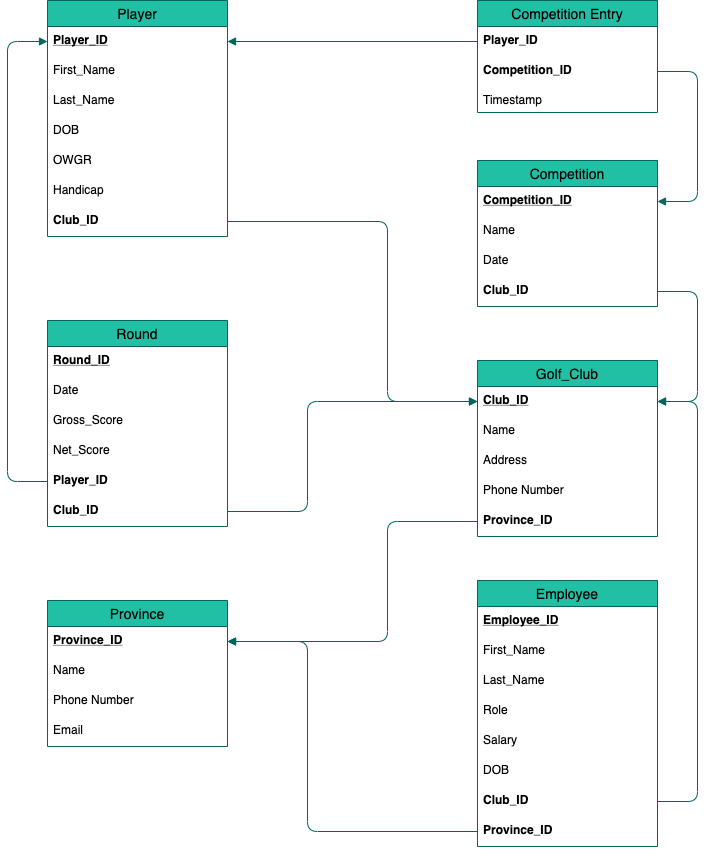 Player
Player_ID
First_Name
Last_Name
DOB
OWGR
Handicap
Club_ID
Competition Entry
Player_ID
Competition_ID
Timestamp
Competition
Competition_ID
Name
Date
Club_ID
Round
Round_ID
Date
Gross_Score
Net_Score
Player_ID
Club_ID
Golf_Club
Club_ID
Name
Address
Phone Number
Province_ID
Province
Province_ID
Name
Phone Number
Email
Employee
Employee_ID
First_Name
Last_Name
Role
Salary
DOB
Club_ID
Province_ID